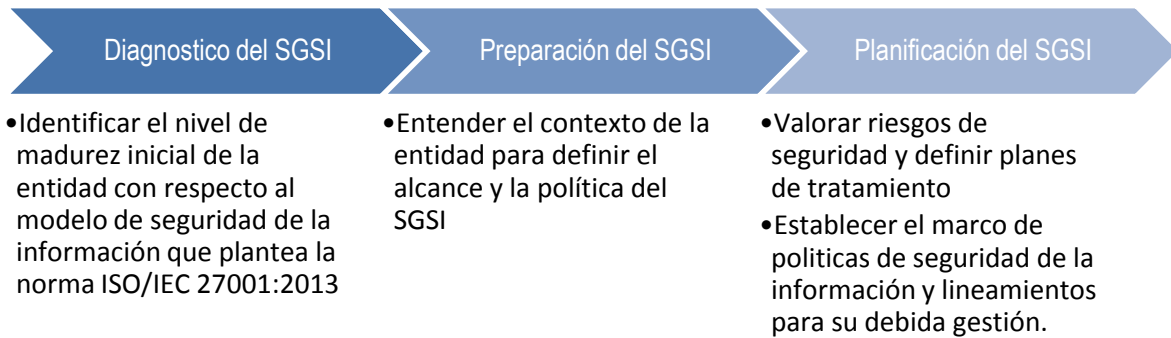 Diagnostico del SGSI
Preparación del SGSI
Planificación del SGSI
•Identificar el nivel de
madurez inicial de la
entidad con respecto al
modelo de seguridad de la
información que plantea la
norma ISO/IEC 27001:2013
•Entender el contexto de la
entidad para definir el
alcance y la política del
SGSI
•Valorar riesgos de
seguridad y definir planes
de tratamiento
•Establecer el marco de
politicas de seguridad de la
información y lineamientos
para su debida gestión.